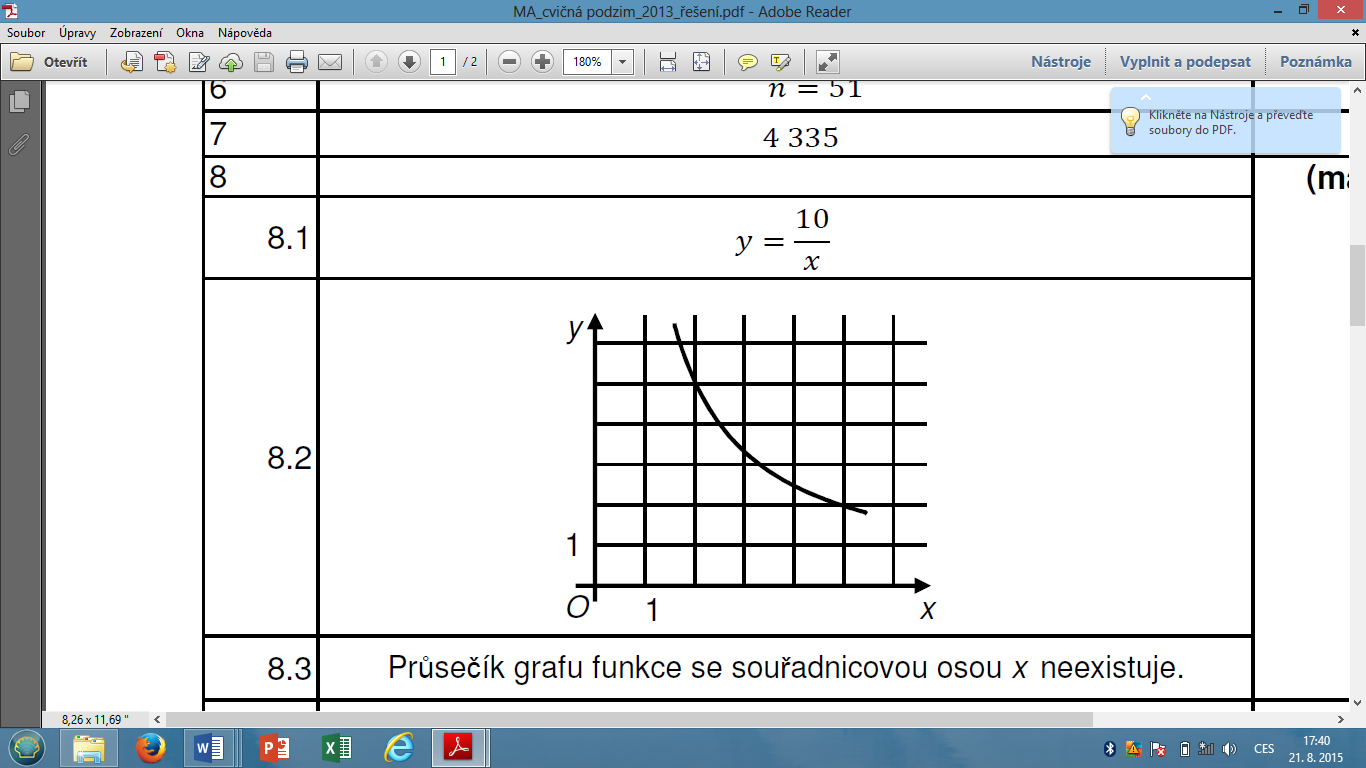 MA_cvičná podzim_2013_řešení.pdf - Adobe Reader
Soubor Úpravy Zobrazení Okna Nápověda
Otevřít 1 / 2 180% Nástroje Vyplnit a podepsat Poznámka
6 n = 51
Klikněte na Nástroje a převeďte
soubory do PDF.
7 4 335
8 (ma
8.1 y = 10/x
y
8.2
1
O 1 x
8.3 Průsečík grafu funkce se souřadnicovou osou x neexistuje.
8,26 x 11,69 "
CES 17:40
21. 8. 2015